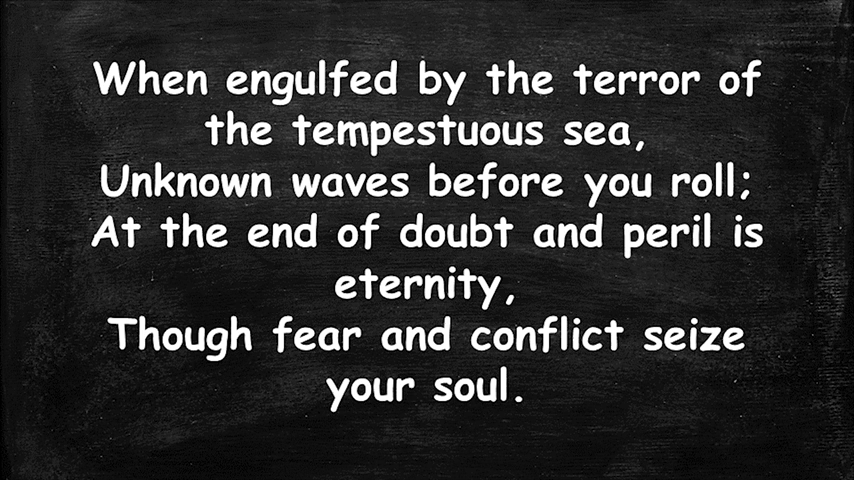 When engulfed by the terror of
the tempestuous sea,
Unknown waves before you roll;
At the end of doubt and peril is
eternity,
Though fear and conflict seize
your soul.